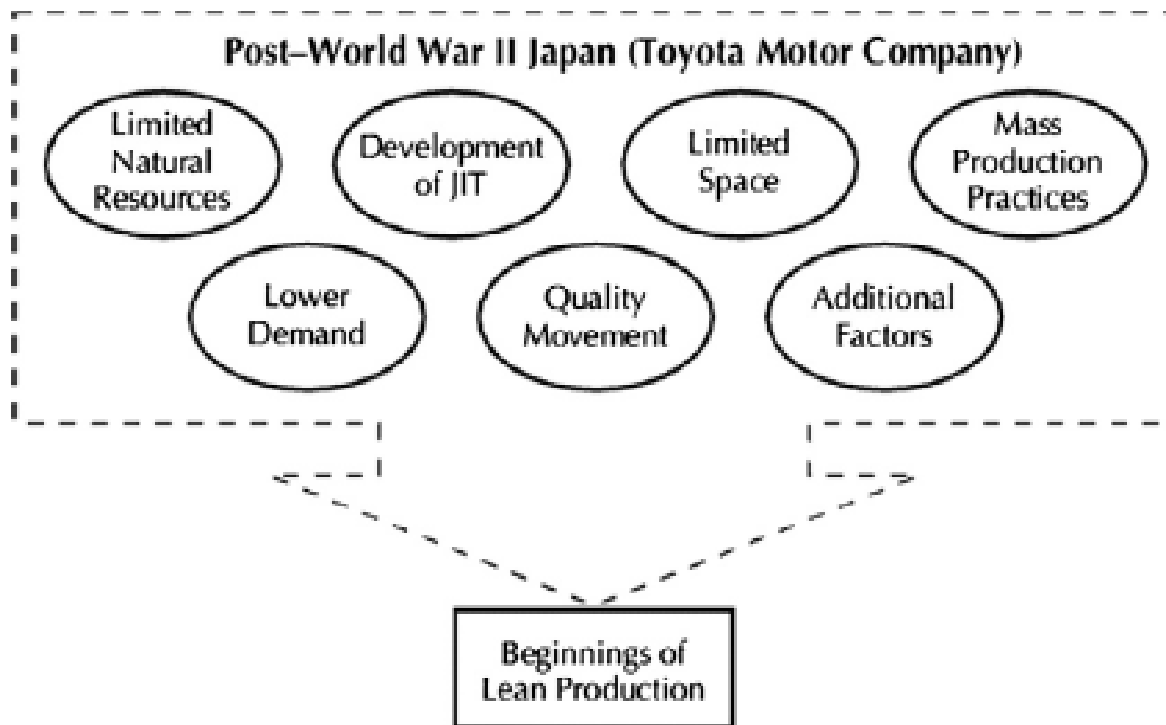 Post–World War II Japan (Toyota Motor Company)
Limited
Natural
Resources
Development
of JIT
Limited
Space
Mass
Production
Practices
Lower
Demand
Quality
Movement
Additional
Factors
Beginnings of
Lean Production